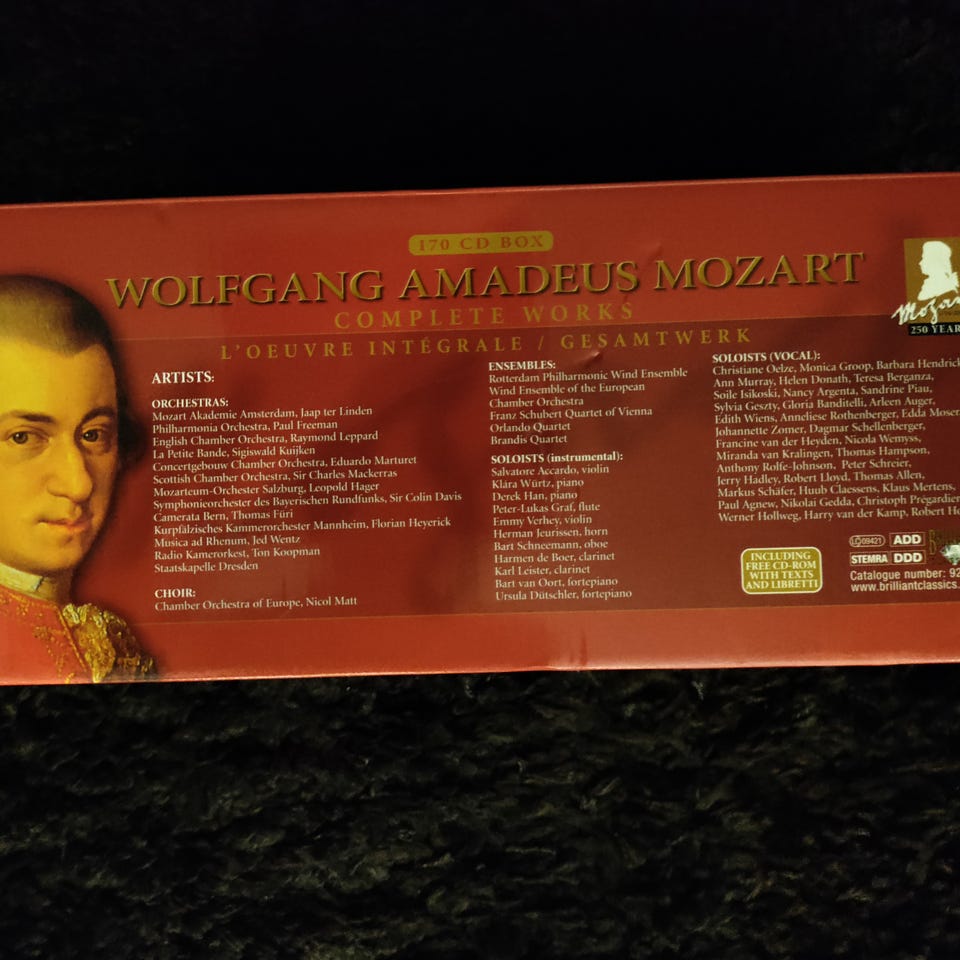 170 CD BOX
WOLFGANG AMADEUS MOZART
COMPLETE WORKS
L'OEUVRE INTÉGRALE / GESAMTWERK
ARTISTS:
ORCHESTRAS:
Mozart Akademie Amsterdam, Jaap ter Linden
Philharmonia Orchestra, Paul Freeman
English Chamber Orchestra, Raymond Leppard
La Petite Bande, Sigiswald Kuijken
Concertgebouw Chamber Orchestra, Eduardo Marturet
Scottish Chamber Orchestra, Sir Charles Mackerras
Mozarteum-Orchester Salzburg, Leopold Hager
Symphonieorchester des Bayerischen Rundfunks, Sir Colin Davis
Camerata Bern, Thomas Füri
Kurpfälzisches Kammerorchester Mannheim, Florian Heyerick
Musica ad Rhenum, Jed Wentz
Radio Kamerorkest, Ton Koopman
Staatskapelle Dresden
CHOIR:
Chamber Orchestra of Europe, Nicol Matt
ENSEMBLES:
Rotterdam Philharmonic Wind Ensemble
Wind Ensemble of the European
Chamber Orchestra
Franz Schubert Quartet of Vienna
Orlando Quartet
Brandis Quartet
SOLOISTS (instrumental):
Salvatore Accardo, violin
Klára Würtz, piano
Derek Han, piano
Peter-Lukas Graf, flute
Emmy Verhey, violin
Herman Jeurissen, horn
Bart Schneemann, oboe
Harmen de Boer, clarinet
Karl Leister, clarinet
Bart van Oort, fortepiano
Ursula Dütschler, fortepiano
SOLOISTS (VOCAL):
Christiane Oelze, Monica Groop, Barbara Hendrick
Ann Murray, Helen Donath, Teresa Berganza,
Soile Isikoski, Nancy Argenta, Sandrine Piau,
Sylvia Geszty, Gloria Banditelli, Arleen Auger,
Edith Wiens, Anneliese Rothenberger, Edda Moser
Johannette Zomer, Dagmar Schellenberger,
Francine van der Heyden, Nicola Wemyss,
Miranda van Kralingen, Thomas Hampson,
Anthony Rolfe-Johnson, Peter Schreier,
Jerry Hadley, Robert Lloyd, Thomas Allen,
Markus Schäfer, Huub Claessens, Klaus Mertens,
Paul Agnew, Nikolai Gedda, Christoph Prégardien
Werner Hollweg, Harry van der Kamp, Robert Ho
INCLUDING
FREE CD-ROM
WITH TEXTS
AND LIBRETTI
LC 09421 ADD
STEMRA DDD
Catalogue number: 92
www.brilliantclassics.
Mozar
250 YEAR